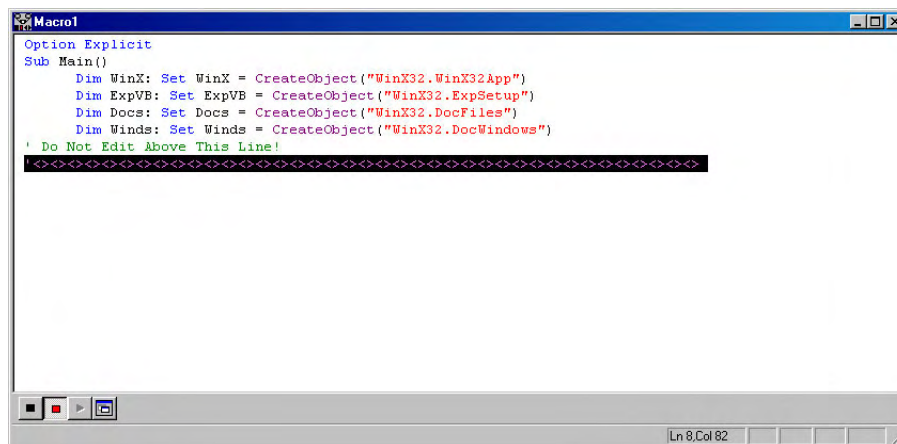 Macro1
Option Explicit
Sub Main()
Dim WinX: Set WinX = CreateObject("WinX32.WinX32App")
Dim ExpVB: Set ExpVB = CreateObject("WinX32.ExpSetup")
Dim Docs: Set Docs = CreateObject("WinX32.DocFiles")
Dim Winds: Set Winds = CreateObject("WinX32.DocWindows")
' Do Not Edit Above This Line!
'<><><><><><><><><><><><><><><><><><><><><><><><><><><><><><><><><><><><><><>
Ln 8,Col 82